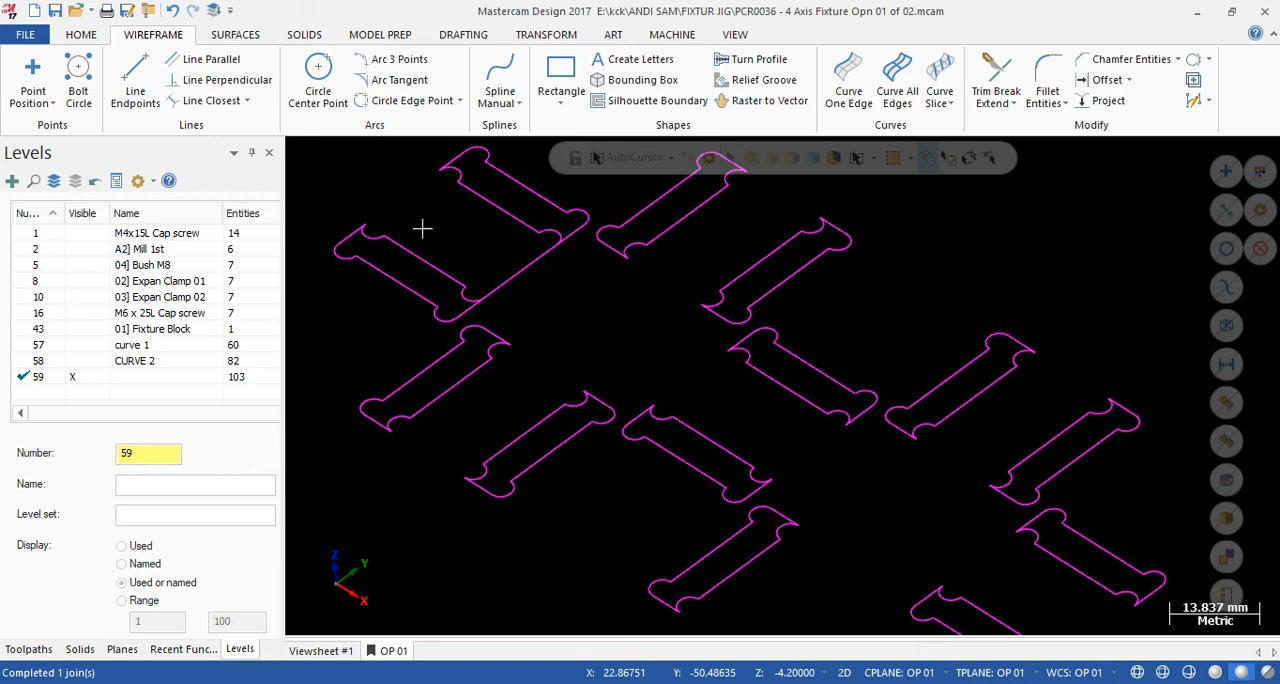 Mastercam Design 2017 - E:\kck\ANDI SAM\FIXTUR JIG\PCR0036 - 4 Axis Fixture Opn 01 of 02.mcam
FILE HOME WIREFRAME SURFACES SOLIDS MODEL PREP DRAFTING TRANSFORM ART MACHINE VIEW
Point Position
Bolt Circle
Points
Line Endpoints
Line Parallel
Line Perpendicular
Line Closest
Lines
Circle Center Point
Arc 3 Points
Arc Tangent
Circle Edge Point
Arcs
Spline Manual
Splines
Rectangle
Create Letters
Bounding Box
Silhouette Boundary
Turn Profile
Relief Groove
Raster to Vector
Shapes
Curve One Edge
Curve All Edges
Curve Slice
Curves
Trim Break Extend
Fillet Entities
Chamfer Entities
Offset
Project
Modify
AutoCursor
Levels
Nu... Visible Name Entities
1 M4x15L Cap screw 14
2 A2] Mill 1st 6
5 04] Bush M8 7
8 02] Expan Clamp 01 7
10 03] Expan Clamp 02 7
16 M6 x 25L Cap screw 7
43 01] Fixture Block 1
57 curve 1 60
58 CURVE 2 82
59 X 103
Number: 59
Name:
Level set:
Display: Used
Named
Used or named
Range
1 100
Z
Y
X
13.837 mm
Metric
Toolpaths Solids Planes Recent Func... Levels
Viewsheet #1 OP 01
Completed 1 join(s)
X: 22.86751 Y: -50.48635 Z: -4.20000 2D CPLANE: OP 01 TPLANE: OP 01 WCS: OP 01